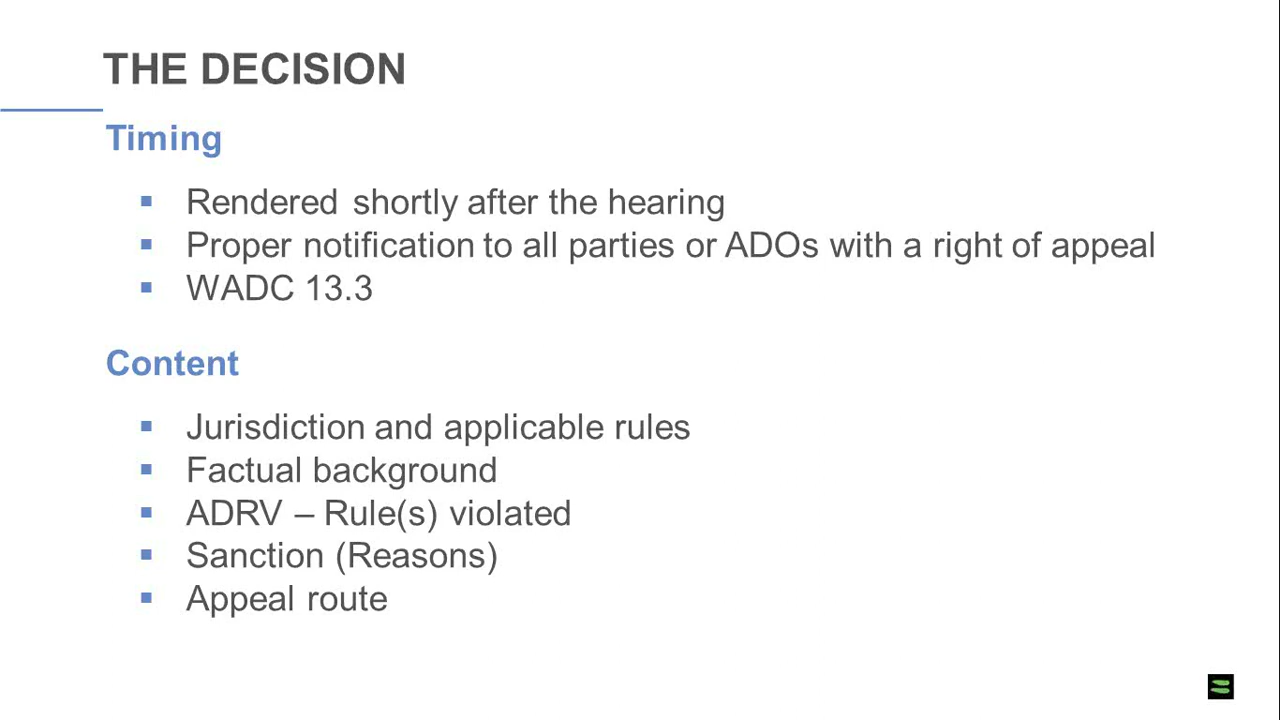 THE DECISION
Timing
▪ Rendered shortly after the hearing
▪ Proper notification to all parties or ADOs with a right of appeal
▪ WADC 13.3
Content
▪ Jurisdiction and applicable rules
▪ Factual background
▪ ADRV – Rule(s) violated
▪ Sanction (Reasons)
▪ Appeal route